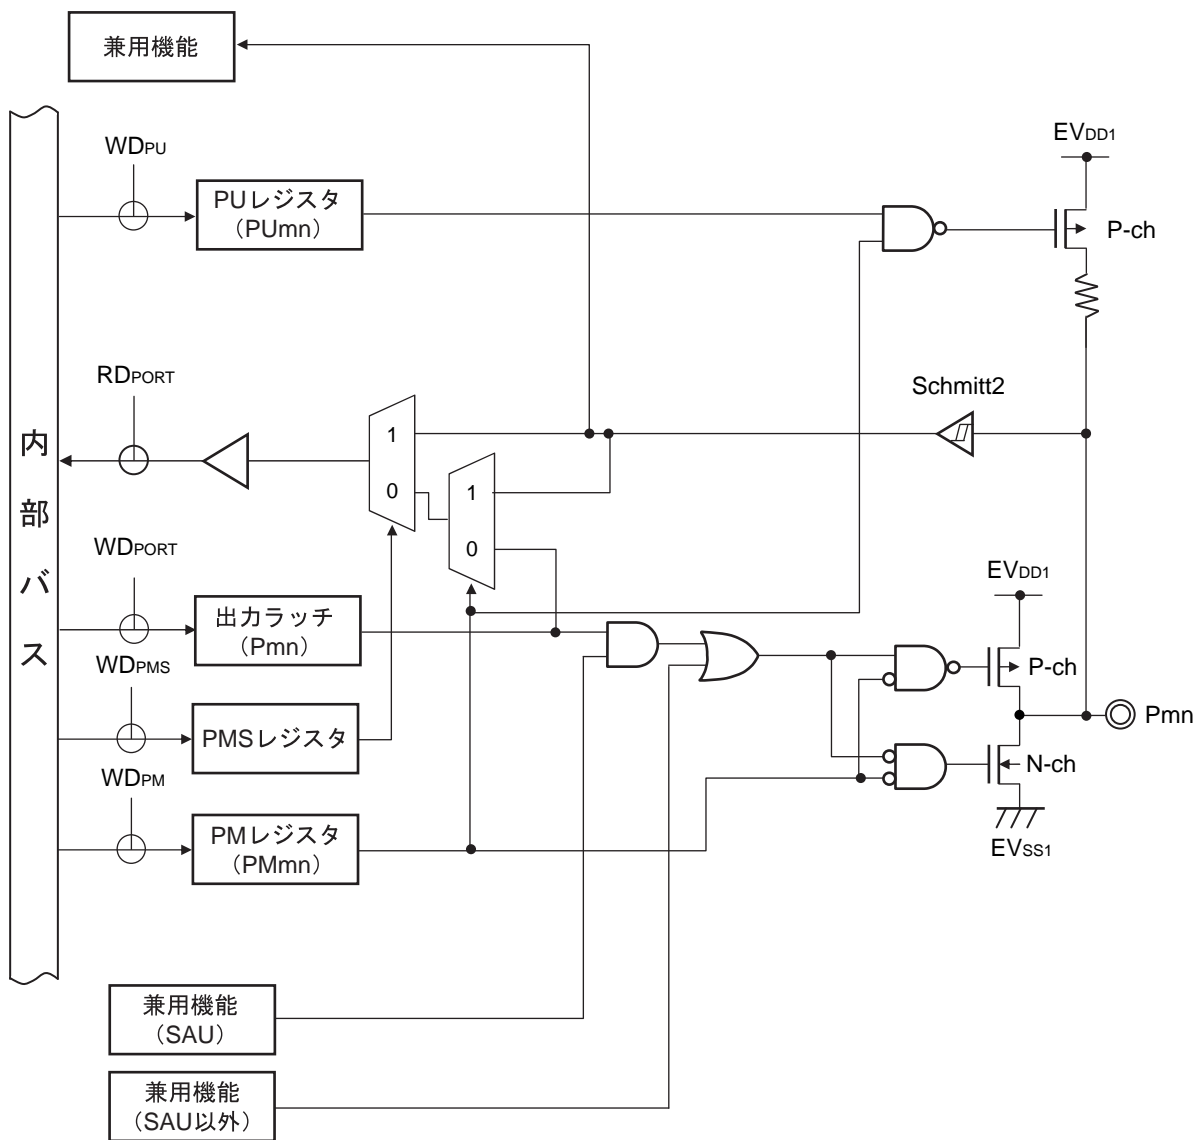 兼用機能
WDPU
PUレジスタ
(PUmn)
EVDD1
P-ch
RDPORT
Schmitt2
1
0
1
0
内部バス
WDPORT
出力ラッチ
(Pmn)
EVDD1
P-ch
WDPMS
PMSレジスタ
Pmn
N-ch
WDPM
PMレジスタ
(PMmn)
EVSS1
兼用機能
(SAU)
兼用機能
(SAU以外)